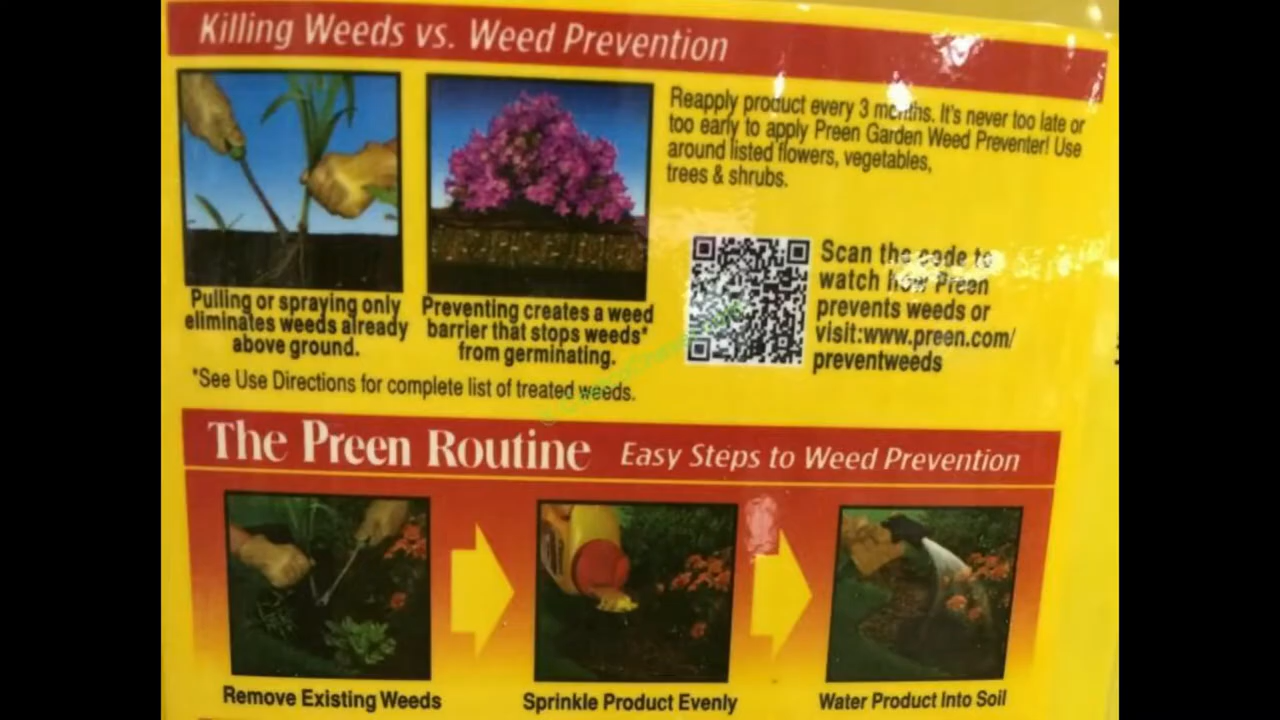 Killing Weeds vs. Weed Prevention
Reapply product every 3 months. It's never too late or
too early to apply Preen Garden Weed Preventer! Use
around listed flowers, vegetables,
trees & shrubs.
Pulling or spraying only
eliminates weeds already
above ground.
Preventing creates a weed
barrier that stops weeds*
from germinating.
Scan the code to
watch how Preen
prevents weeds or
visit:www.preen.com/
preventweeds
*See Use Directions for complete list of treated weeds.
The Preen Routine Easy Steps to Weed Prevention
Remove Existing Weeds
Sprinkle Product Evenly
Water Product Into Soil